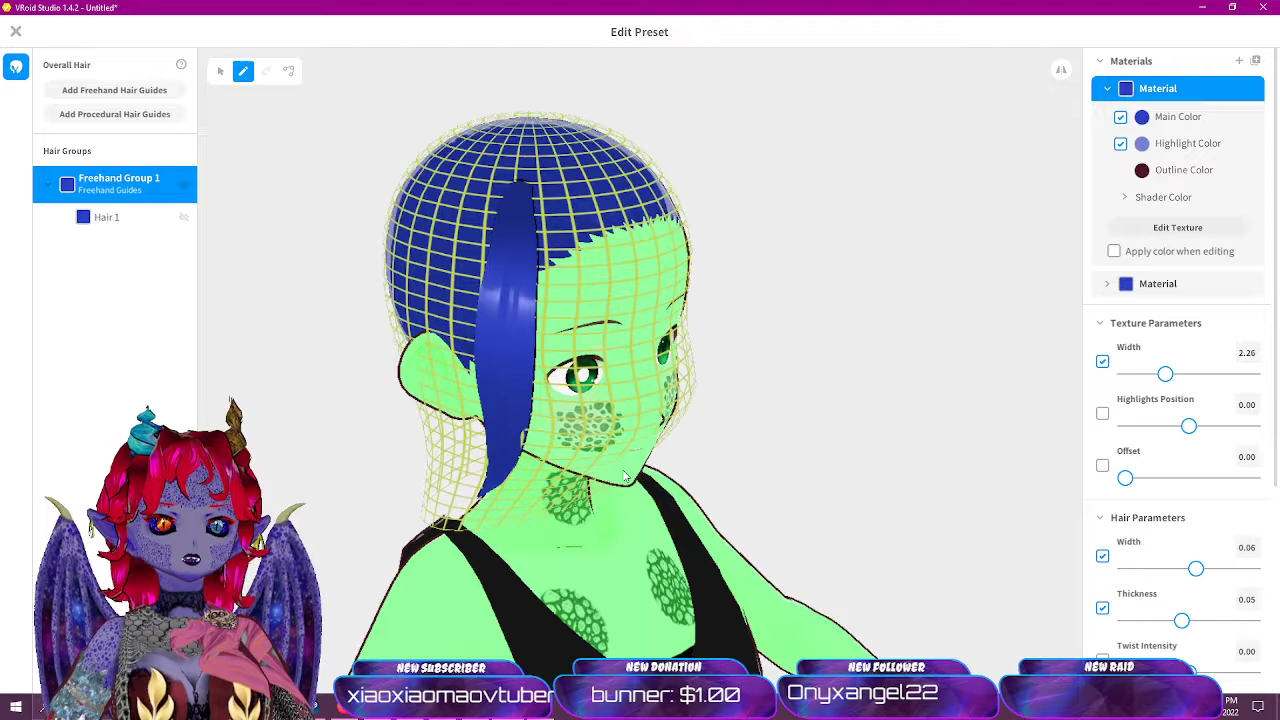 VRoid Studio 1.4.2 - Untitled*
Edit Preset
Overall Hair
Add Freehand Hair Guides
Add Procedural Hair Guides
Hair Groups
Freehand Group 1
Freehand Guides
Hair 1
Materials
Material
Main Color
Highlight Color
Outline Color
Shader Color
Edit Texture
Apply color when editing
Material
Texture Parameters
Width
2.26
Highlights Position
0.00
Offset
0.00
Hair Parameters
Width
0.06
Thickness
0.05
Twist Intensity
0.00
NEW SUBSCRIBER
xiaoxiaomaovtuber
NEW DONATION
bunner: $1.00
NEW FOLLOWER
Onyxangel22
NEW RAID
PM